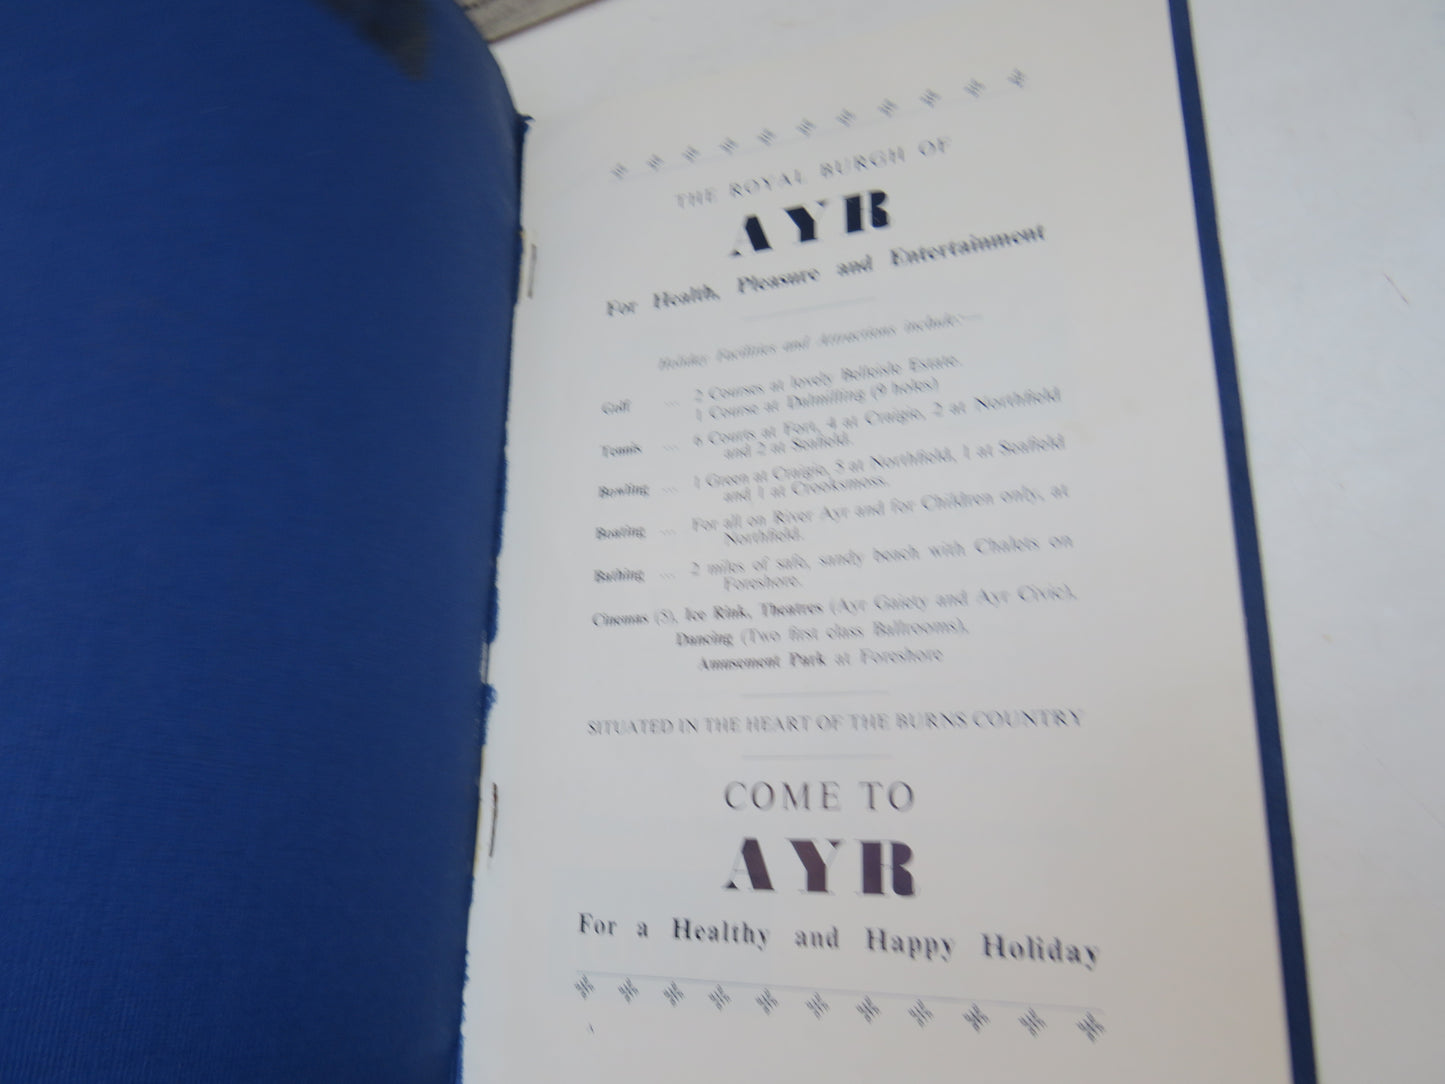 THE ROYAL BURGH OF
AYR
For Health, Pleasure and Entertainment
Holiday Facilities and Attractions include:—
Golf ... 2 Courses at lovely Belleisle Estate.
1 Course at Dalmilling (9 holes)
Tennis ... 6 Courts at Fort, 4 at Craigie, 2 at Northfield
and 2 at Seafield.
Bowling ... 1 Green at Craigie, 5 at Northfield, 1 at Seafield
and 1 at Crooksmoss.
Boating ... For all on River Ayr and for Children only, at
Northfield.
Bathing ... 2 miles of safe, sandy beach with Chalets on
Foreshore.
Cinemas (5), Ice Rink, Theatres (Ayr Gaiety and Ayr Civic),
Dancing (Two first class Ballrooms),
Amusement Park at Foreshore
SITUATED IN THE HEART OF THE BURNS COUNTRY
COME TO
AYR
For a Healthy and Happy Holiday